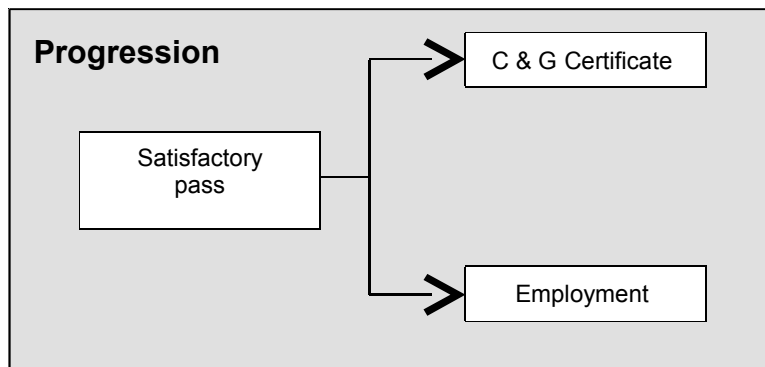 Progression
C & G Certificate
Satisfactory
pass
Employment